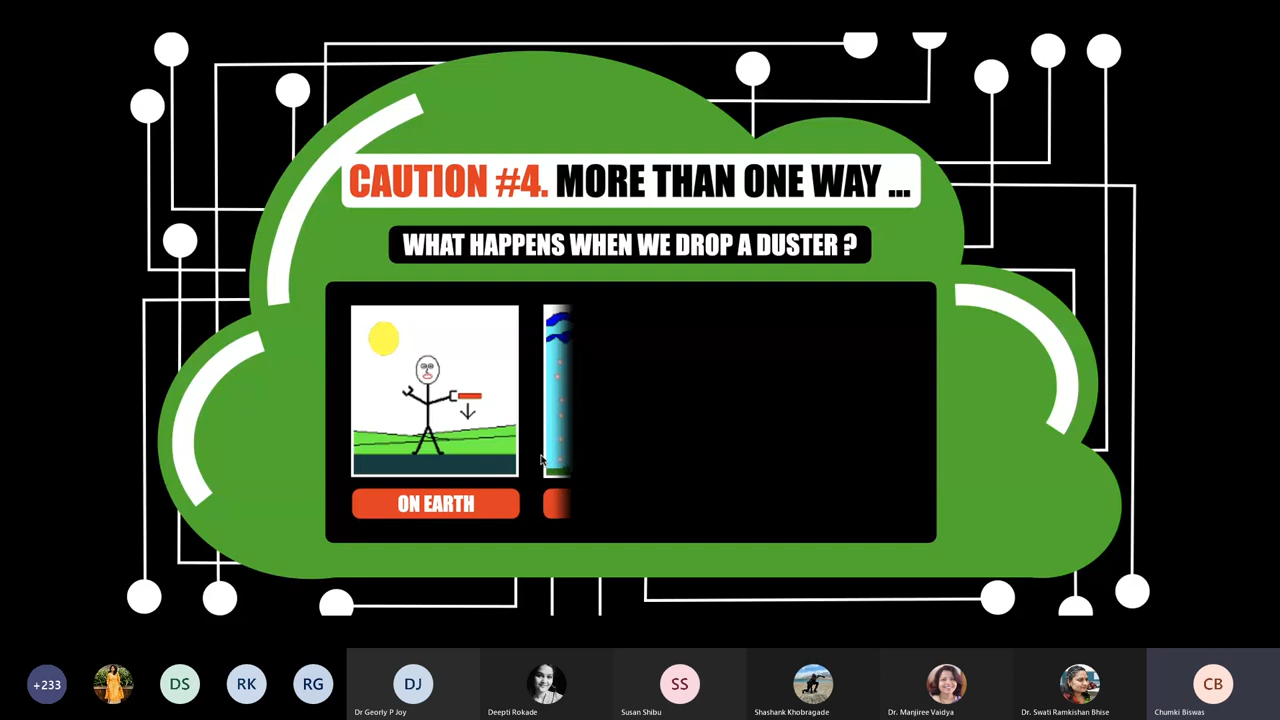 CAUTION #4. MORE THAN ONE WAY ...
WHAT HAPPENS WHEN WE DROP A DUSTER ?
ON EARTH
+233
DS
RK
RG
DJ
SS
CB
Dr Georly P Joy
Deepti Rokade
Susan Shibu
Shashank Khobragade
Dr. Manjiree Vaidya
Dr. Swati Ramkishan Bhise
Chumki Biswas